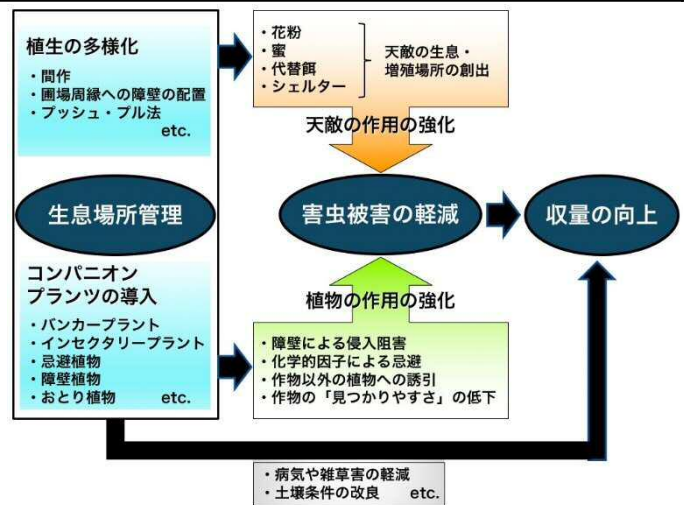 植生の多様化
・間作
・圃場周縁への障壁の配置
・プッシュ・プル法
etc.
・花粉
・蜜
・代替餌
・シェルター
天敵の生息・
増殖場所の創出
天敵の作用の強化
生息場所管理
害虫被害の軽減
収量の向上
コンパニオン
プランツの導入
・バンカープラント
・インセクタリープラント
・忌避植物
・障壁植物
・おとり植物 etc.
植物の作用の強化
・障壁による侵入阻害
・化学的因子による忌避
・作物以外の植物への誘引
・作物の「見つかりやすさ」の低下
・病気や雑草害の軽減
・土壌条件の改良 etc.